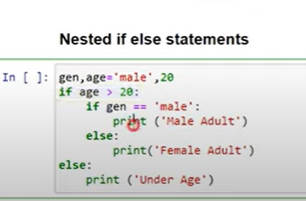 Nested if else statements
In [ ]: gen,age='male',20
if age > 20:
    if gen == 'male':
        print ('Male Adult')
    else:
        print('Female Adult')
else:
    print ('Under Age')